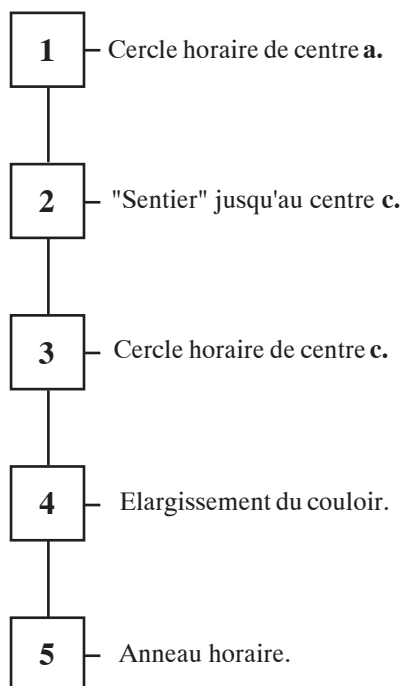 1 Cercle horaire de centre a.
2 "Sentier" jusqu'au centre c.
3 Cercle horaire de centre c.
4 Elargissement du couloir.
5 Anneau horaire.